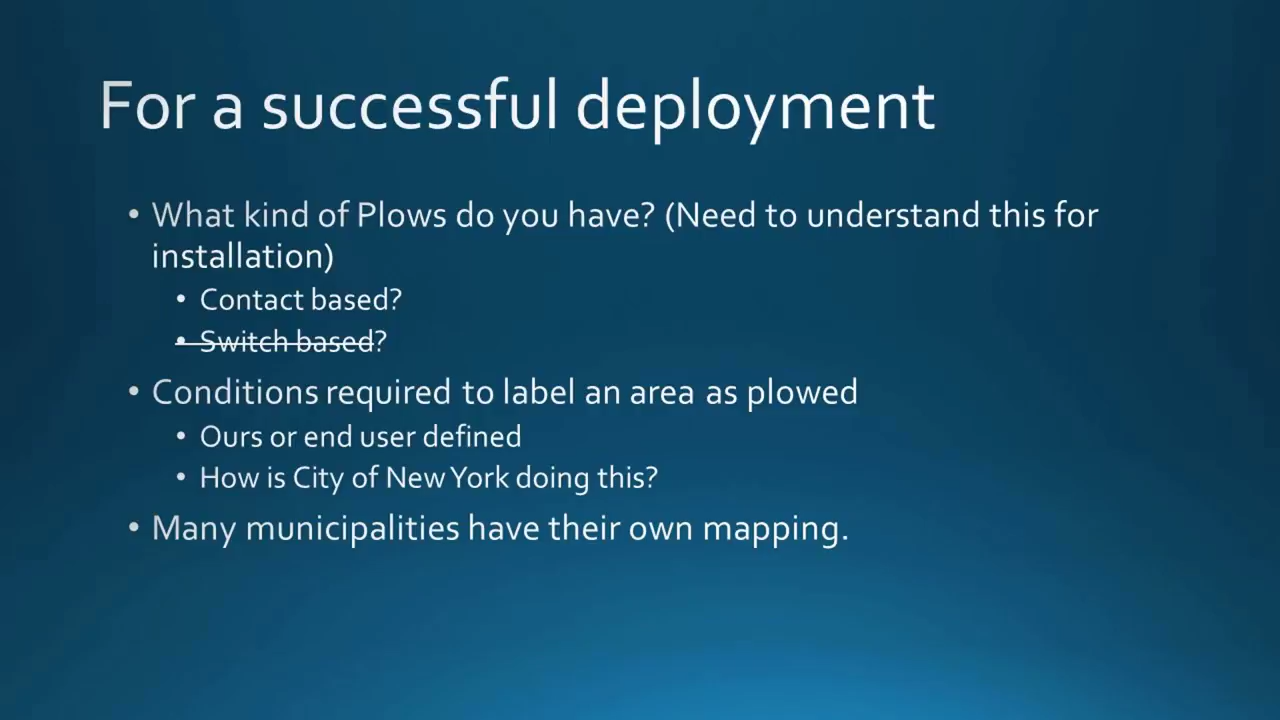 For a successful deployment
• What kind of Plows do you have? (Need to understand this for
installation)
• Contact based?
• Switch based?
• Conditions required to label an area as plowed
• Ours or end user defined
• How is City of New York doing this?
• Many municipalities have their own mapping.